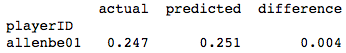 actual predicted difference
playerID
allenbe01 0.247 0.251 0.004